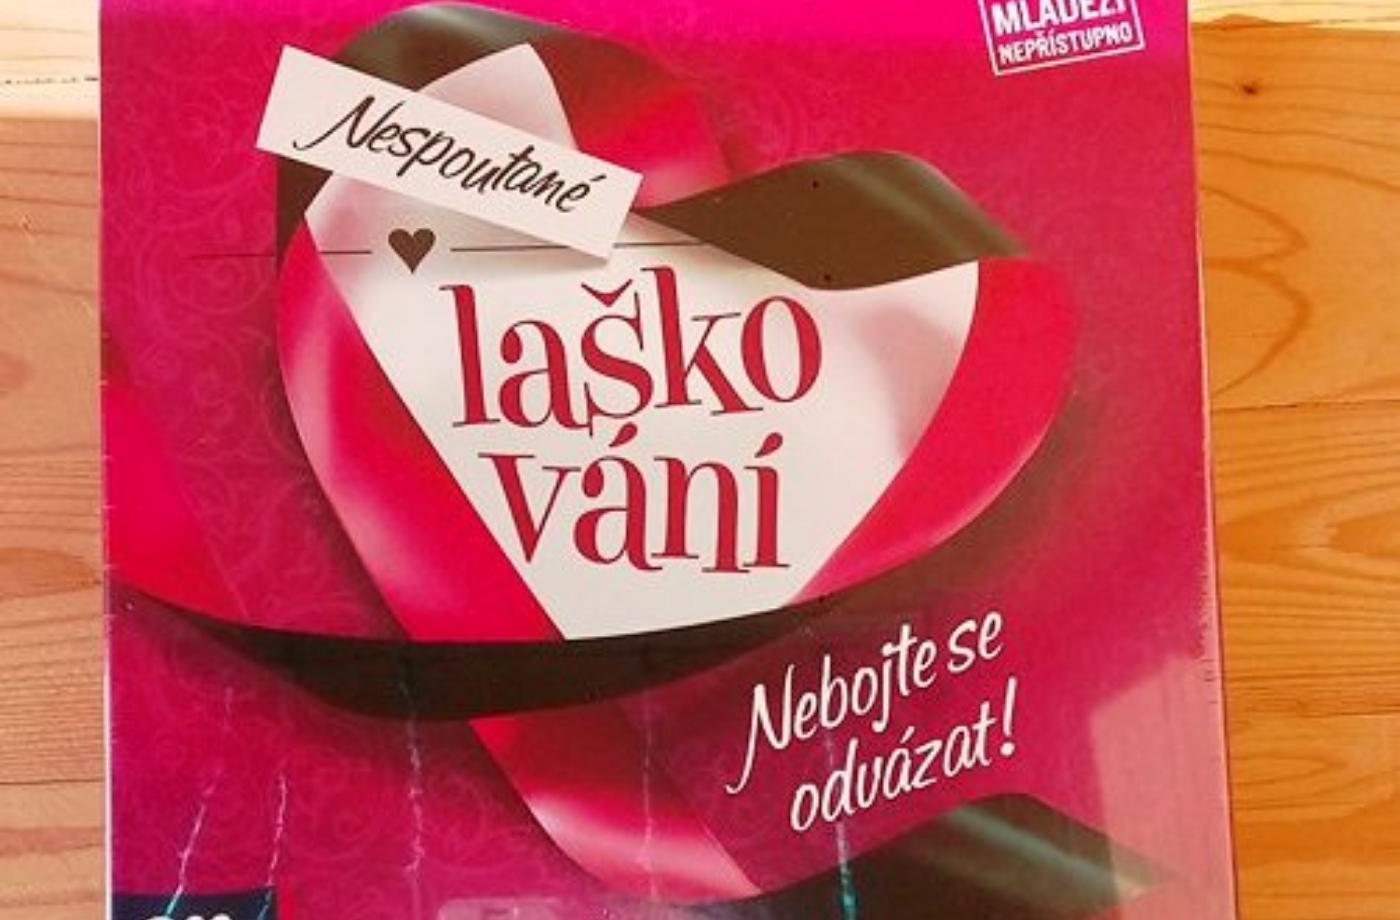 MLÁDEŽI
NEPŘÍSTUPNO
Nespoutané
laško
vání
Nebojte se
odvázat!